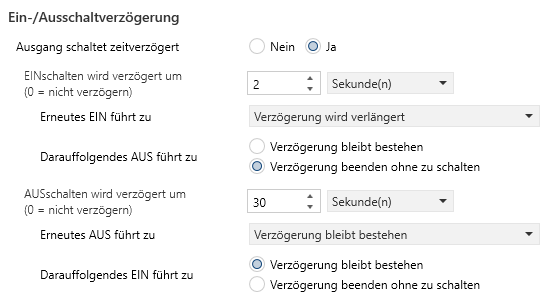 Ein-/Ausschaltverzögerung
Ausgang schaltet zeitverzögert
Nein
Ja
EINschalten wird verzögert um
(0 = nicht verzögern)
2
Sekunde(n)
Erneutes EIN führt zu
Verzögerung wird verlängert
Darauffolgendes AUS führt zu
Verzögerung bleibt bestehen
Verzögerung beenden ohne zu schalten
AUSschalten wird verzögert um
(0 = nicht verzögern)
30
Sekunde(n)
Erneutes AUS führt zu
Verzögerung bleibt bestehen
Darauffolgendes EIN führt zu
Verzögerung bleibt bestehen
Verzögerung beenden ohne zu schalten